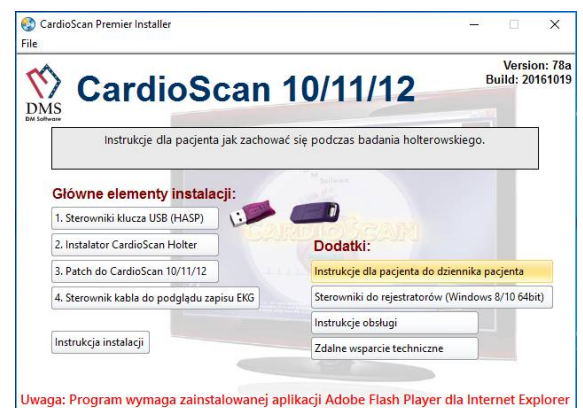 CardioScan Premier Installer
File
Version: 78a
Build: 20161019
DMS
DM Software
CardioScan 10/11/12
Instrukcje dla pacjenta jak zachować się podczas badania holterowskiego.
Główne elementy instalacji:
1. Sterowniki klucza USB (HASP)
2. Instalator CardioScan Holter
3. Patch do CardioScan 10/11/12
4. Sterownik kabla do podglądu zapisu EKG
Instrukcja instalacji
CARDIOSCAN
Dodatki:
Instrukcje dla pacjenta do dziennika pacjenta
Sterowniki do rejestratorów (Windows 8/10 64bit)
Instrukcje obsługi
Zdalne wsparcie techniczne
Uwaga: Program wymaga zainstalowanej aplikacji Adobe Flash Player dla Internet Explorer